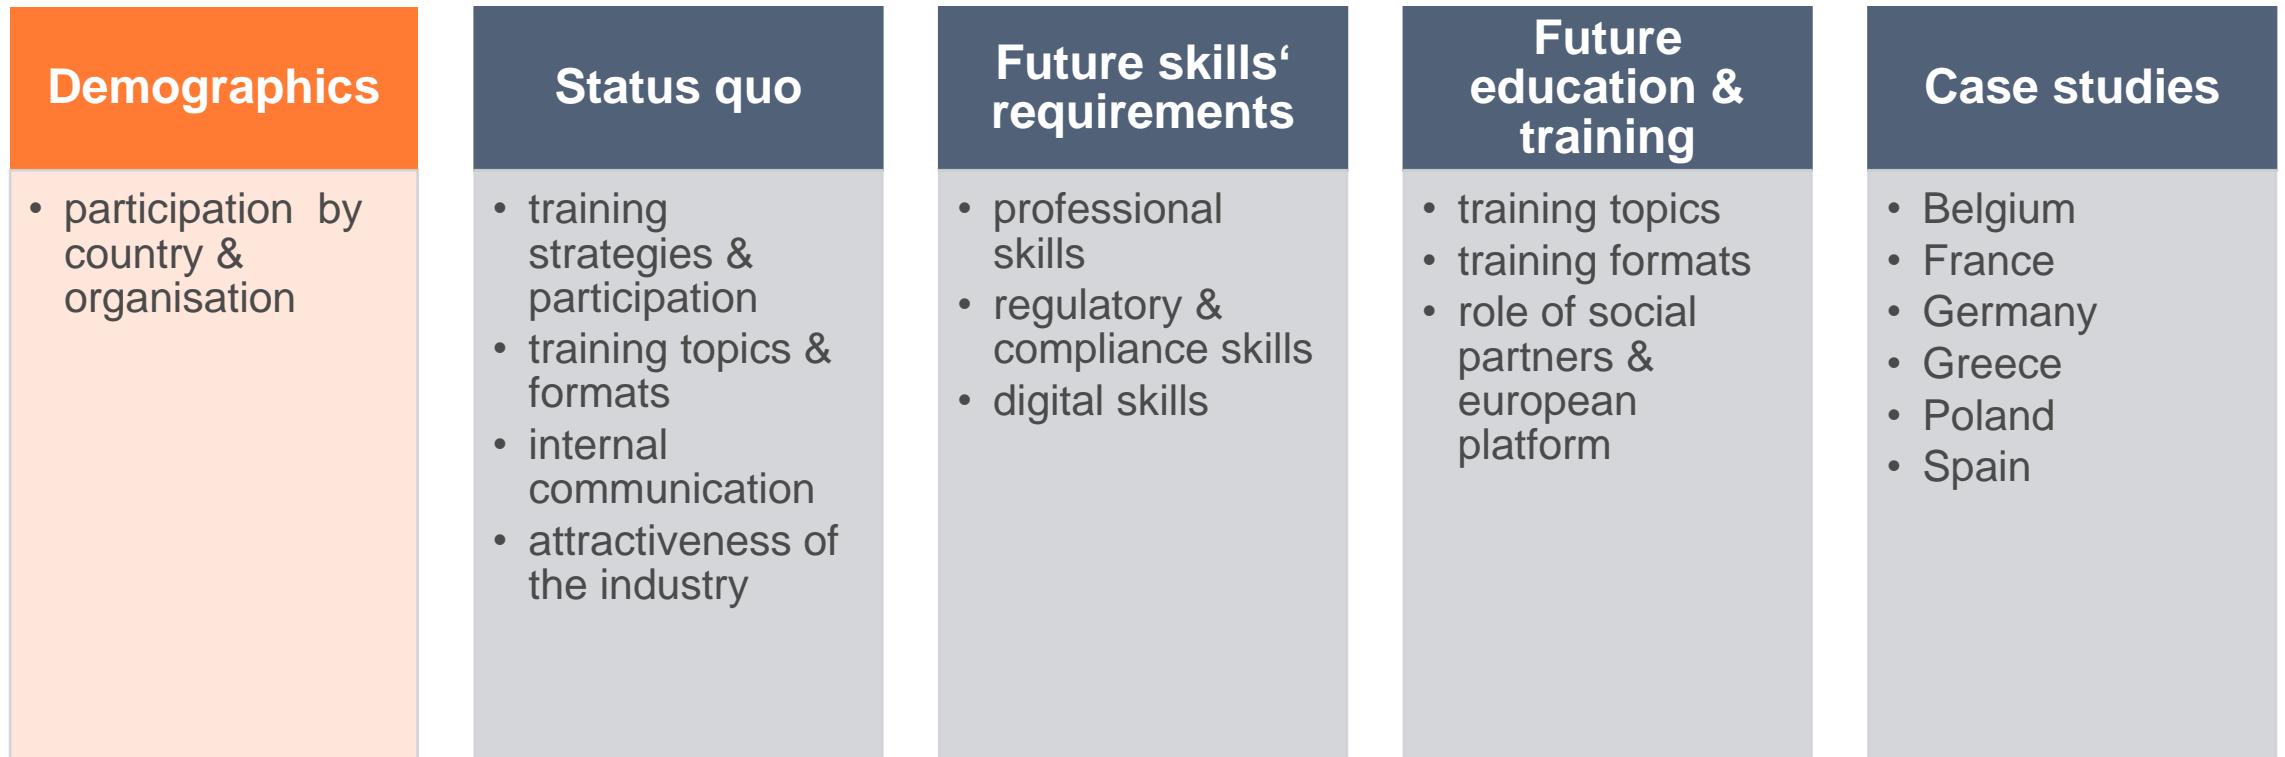 Demographics
• participation  by
country &
organisation
Status quo
• training
strategies &
participation
• training topics &
formats
• internal
communication
• attractiveness of
the industry
Future skills‘
requirements
• professional
skills
• regulatory &
compliance skills
• digital skills
Future
education &
training
• training topics
• training formats
• role of social
partners &
european
platform
Case studies
• Belgium
• France
• Germany
• Greece
• Poland
• Spain